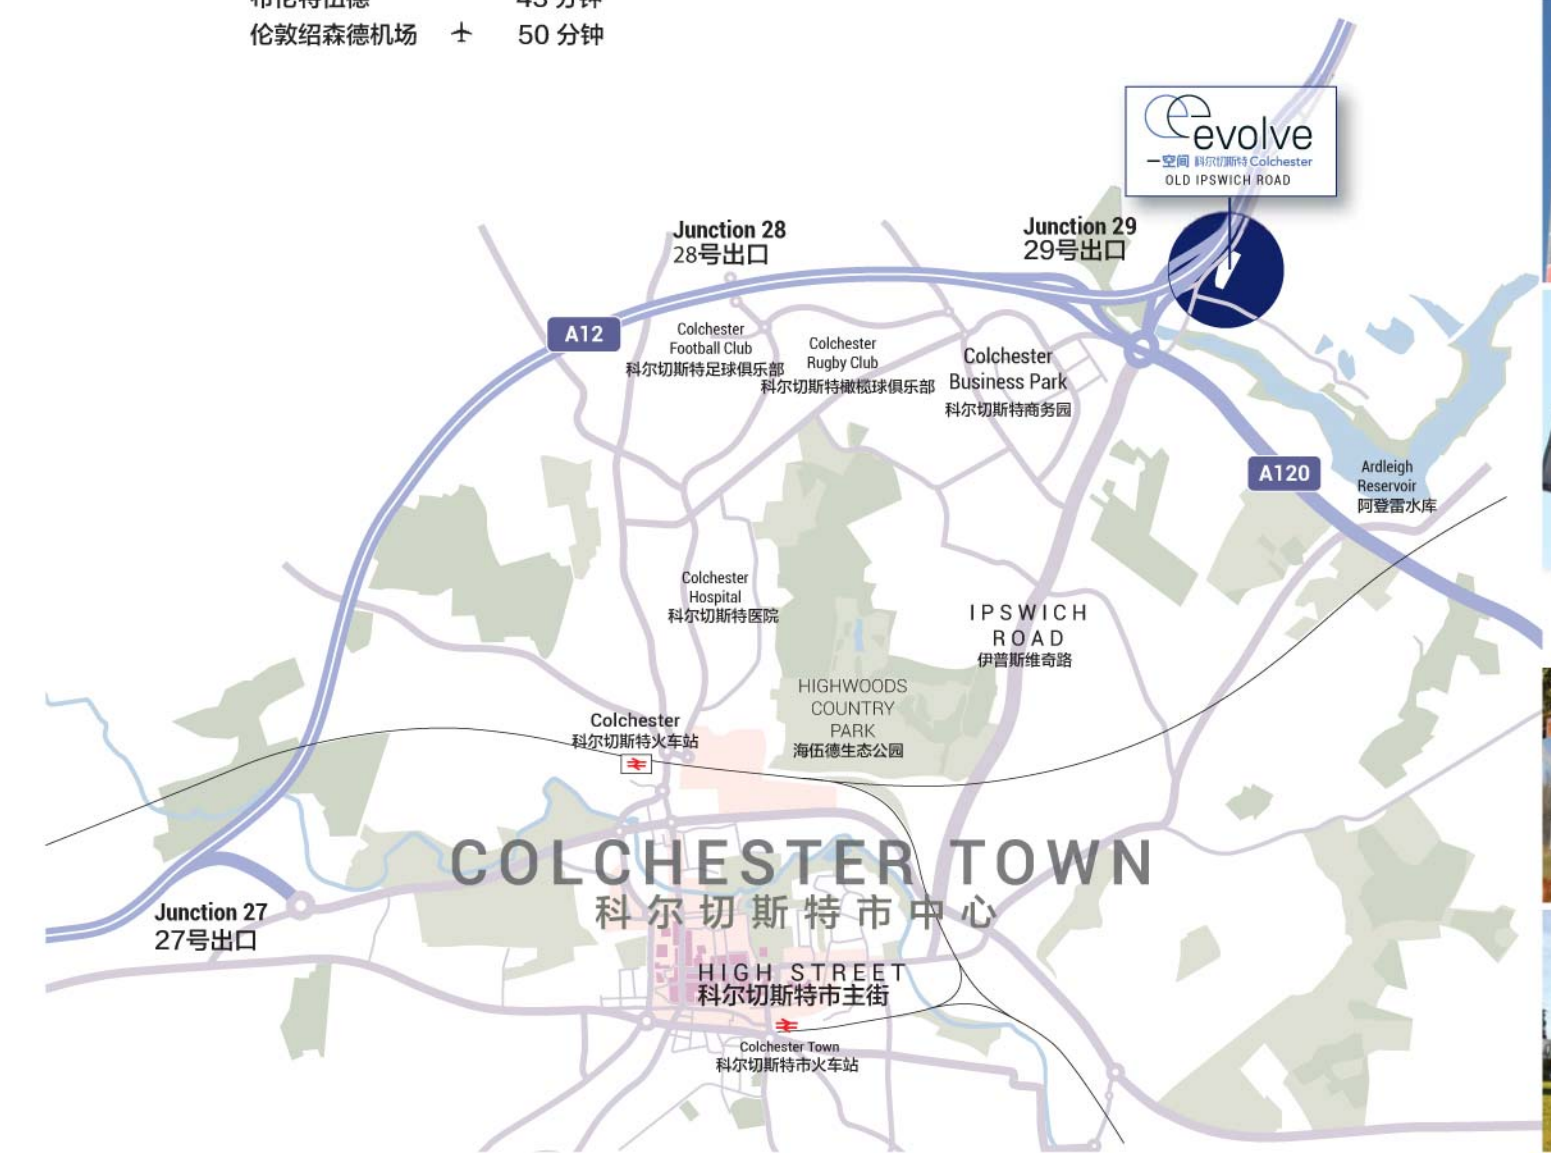 布伦特伍德 43 分钟
伦敦绍森德机场 50 分钟
evolve
一空间 科尔切斯特 Colchester
OLD IPSWICH ROAD
Junction 28
28号出口
Junction 29
29号出口
A12
Colchester
Football Club
科尔切斯特足球俱乐部
Colchester
Rugby Club
科尔切斯特橄榄球俱乐部
Colchester
Business Park
科尔切斯特商务园
A120
Ardleigh
Reservoir
阿登雷水库
Colchester
Hospital
科尔切斯特医院
IPSWICH
ROAD
伊普斯维奇路
HIGHWOODS
COUNTRY
PARK
海伍德生态公园
Colchester
科尔切斯特火车站
COLCHESTER TOWN
科尔切斯特市中心
Junction 27
27号出口
HIGH STREET
科尔切斯特市主街
Colchester Town
科尔切斯特市火车站